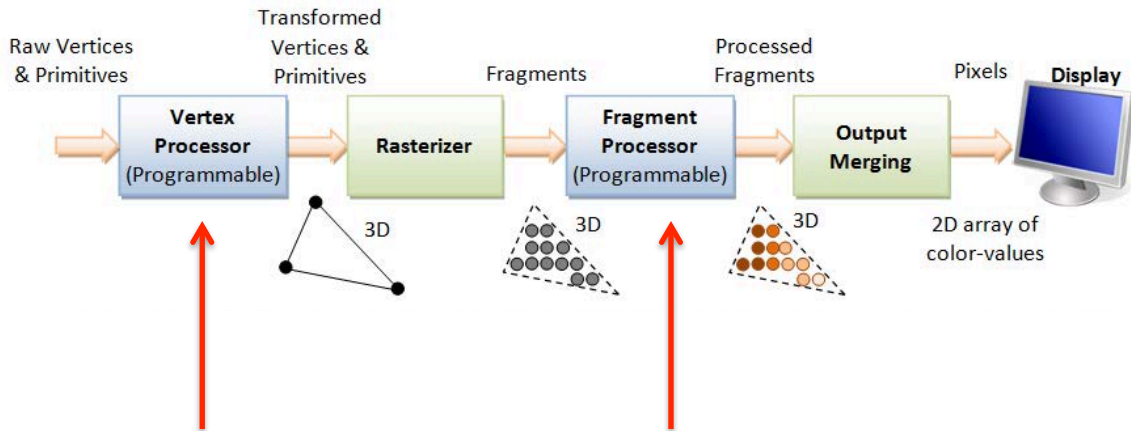 Raw Vertices
& Primitives
Vertex
Processor
(Programmable)
Transformed
Vertices &
Primitives
3D
Rasterizer
Fragments
3D
Fragment
Processor
(Programmable)
Processed
Fragments
3D
Output
Merging
Pixels
Display
2D array of
color-values